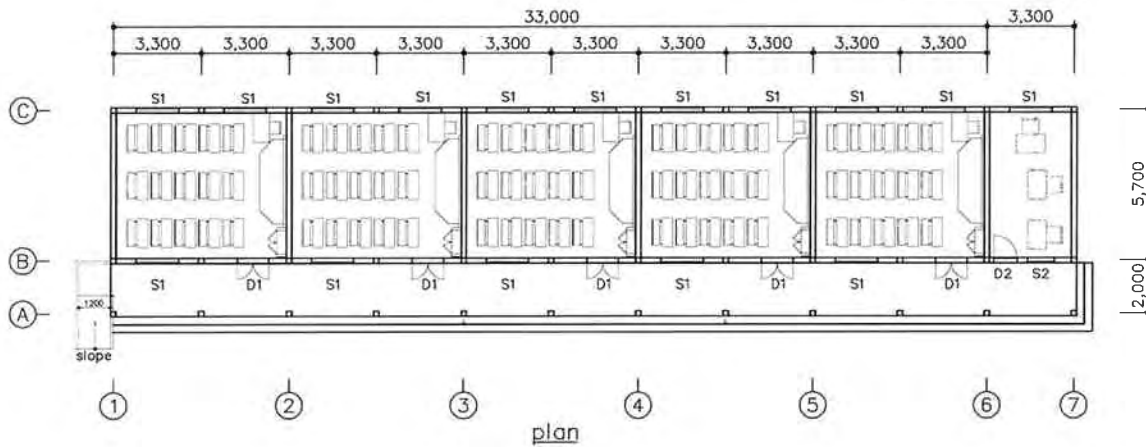 33,000 3,300
3,300 3,300 3,300 3,300 3,300 3,300 3,300 3,300 3,300 3,300
S1 S1 S1 S1 S1 S1 S1 S1 S1 S1 S1
C
5,700
B
S1 D1 S1 D1 S1 D1 S1 D1 S1 D1 D2 S2
2,000
1200
A
slope
1 2 3 4 5 6 7
plan